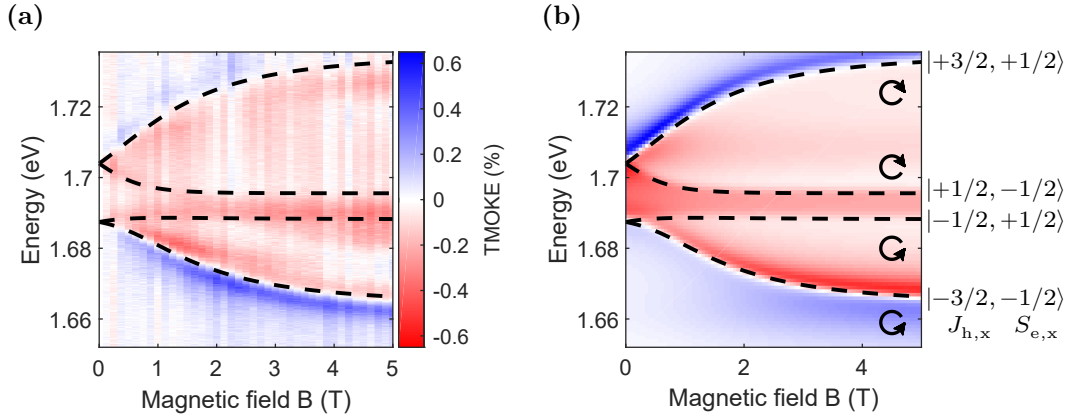 (a)
(b)
Energy (eV)
1.72
1.7
1.68
1.66
0 1 2 3 4 5
Magnetic field B (T)
0.6
0.4
0.2
0
-0.2
-0.4
-0.6
TMOKE (%)
Energy (eV)
1.72
1.7
1.68
1.66
0 2 4
Magnetic field B (T)
|+3/2, +1/2⟩
|+1/2, −1/2⟩
|−1/2, +1/2⟩
|−3/2, −1/2⟩
J_{h,x} S_{e,x}